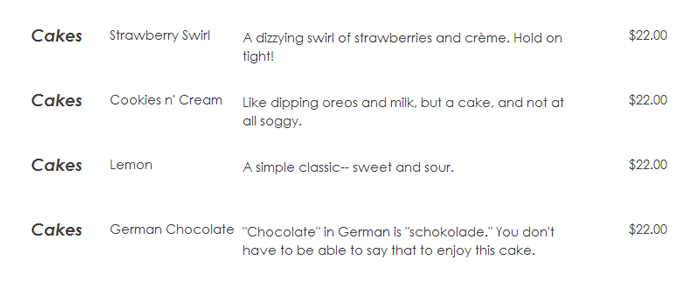 Cakes Strawberry Swirl A dizzying swirl of strawberries and crème. Hold on $22.00
tight!
Cakes Cookies n' Cream Like dipping oreos and milk, but a cake, and not at $22.00
all soggy.
Cakes Lemon A simple classic-- sweet and sour. $22.00
Cakes German Chocolate "Chocolate" in German is "schokolade." You don't $22.00
have to be able to say that to enjoy this cake.